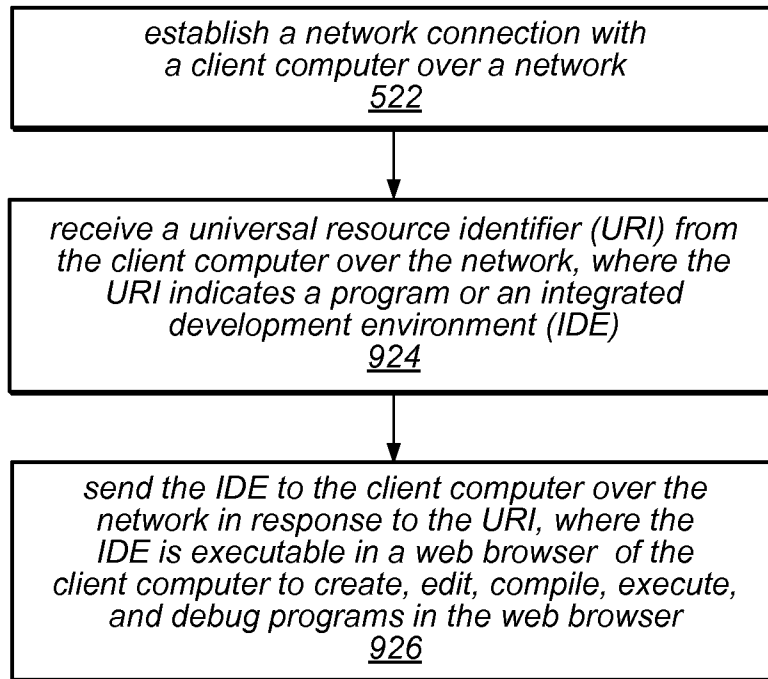 establish a network connection with
a client computer over a network
522
receive a universal resource identifier (URI) from
the client computer over the network, where the
URI indicates a program or an integrated
development environment (IDE)
924
send the IDE to the client computer over the
network in response to the URI, where the
IDE is executable in a web browser of the
client computer to create, edit, compile, execute,
and debug programs in the web browser
926